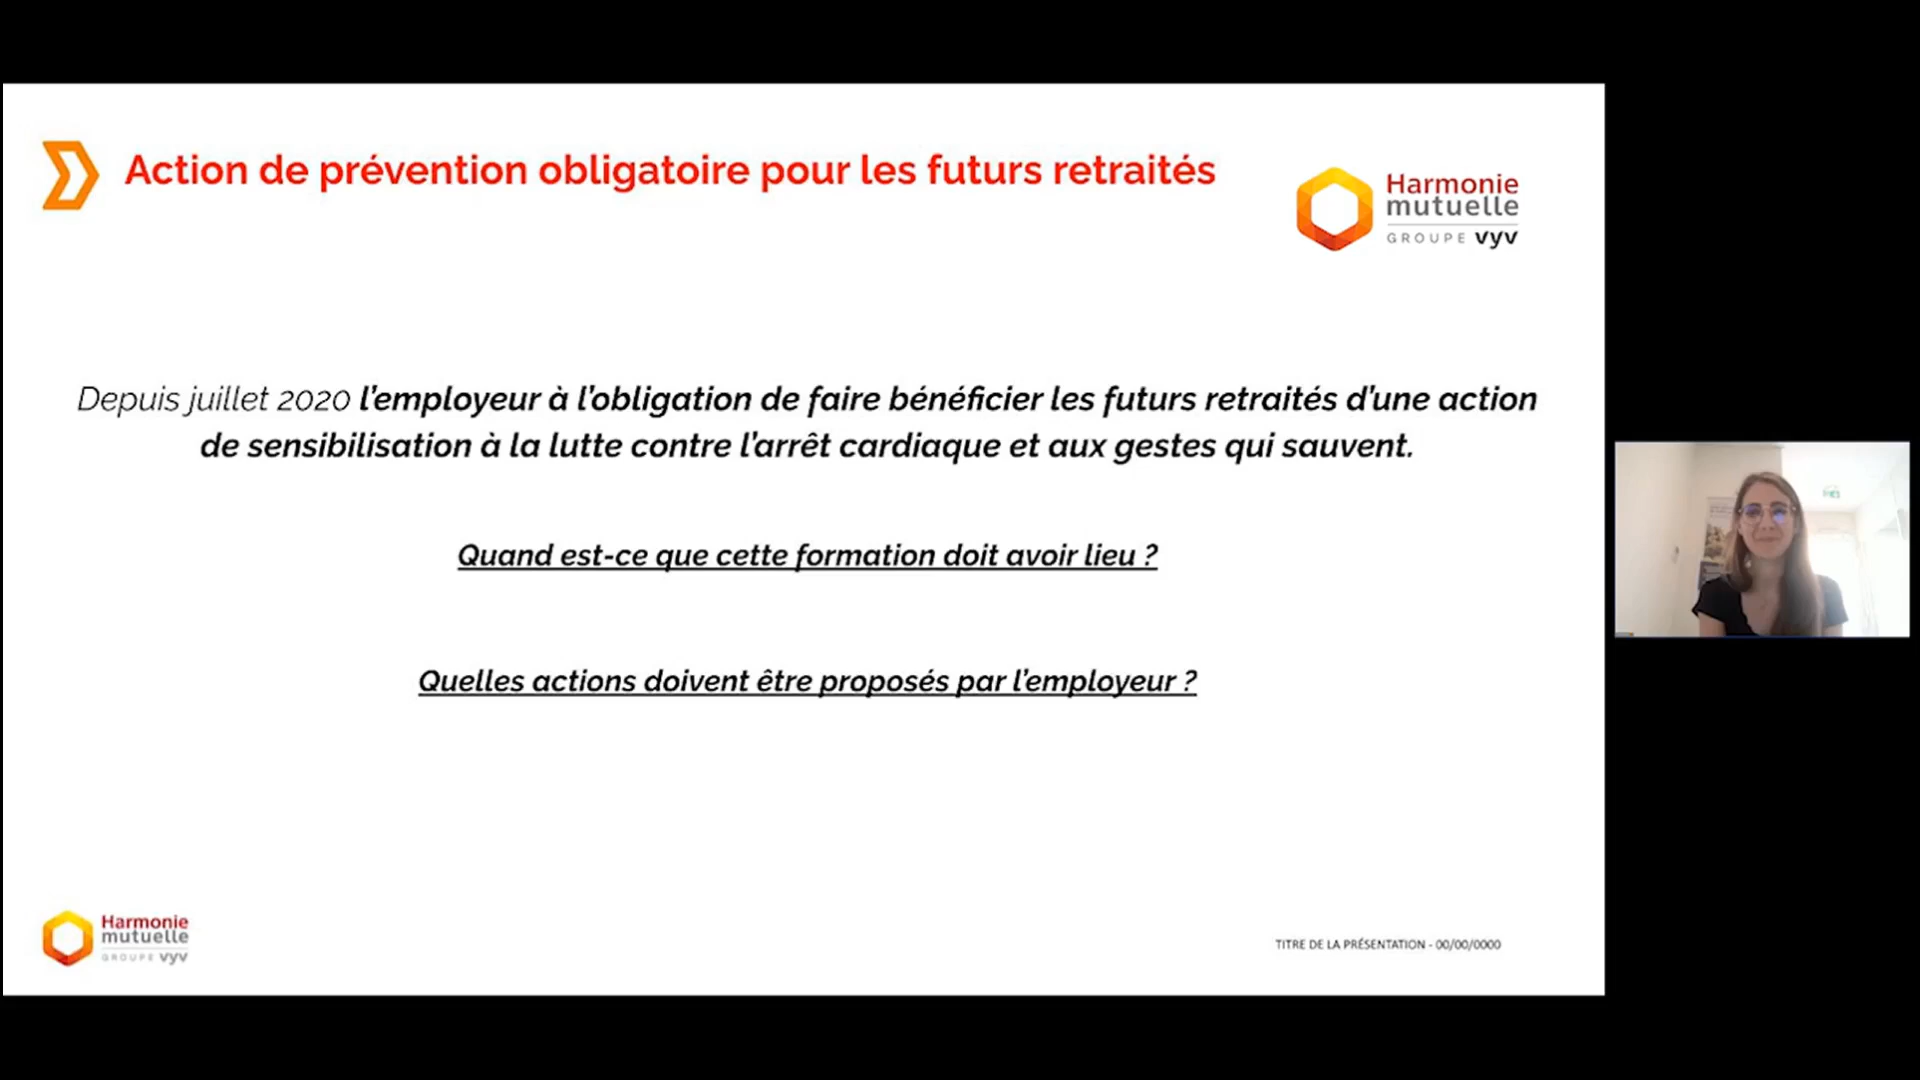 Action de prévention obligatoire pour les futurs retraités
Harmonie
mutuelle
GROUPE vyv
Depuis juillet 2020 l'employeur à l'obligation de faire bénéficier les futurs retraités d'une action
de sensibilisation à la lutte contre l'arrêt cardiaque et aux gestes qui sauvent.
Quand est-ce que cette formation doit avoir lieu ?
Quelles actions doivent être proposés par l'employeur ?
Harmonie
mutuelle
GROUPE vyv
TITRE DE LA PRÉSENTATION - 00/00/0000